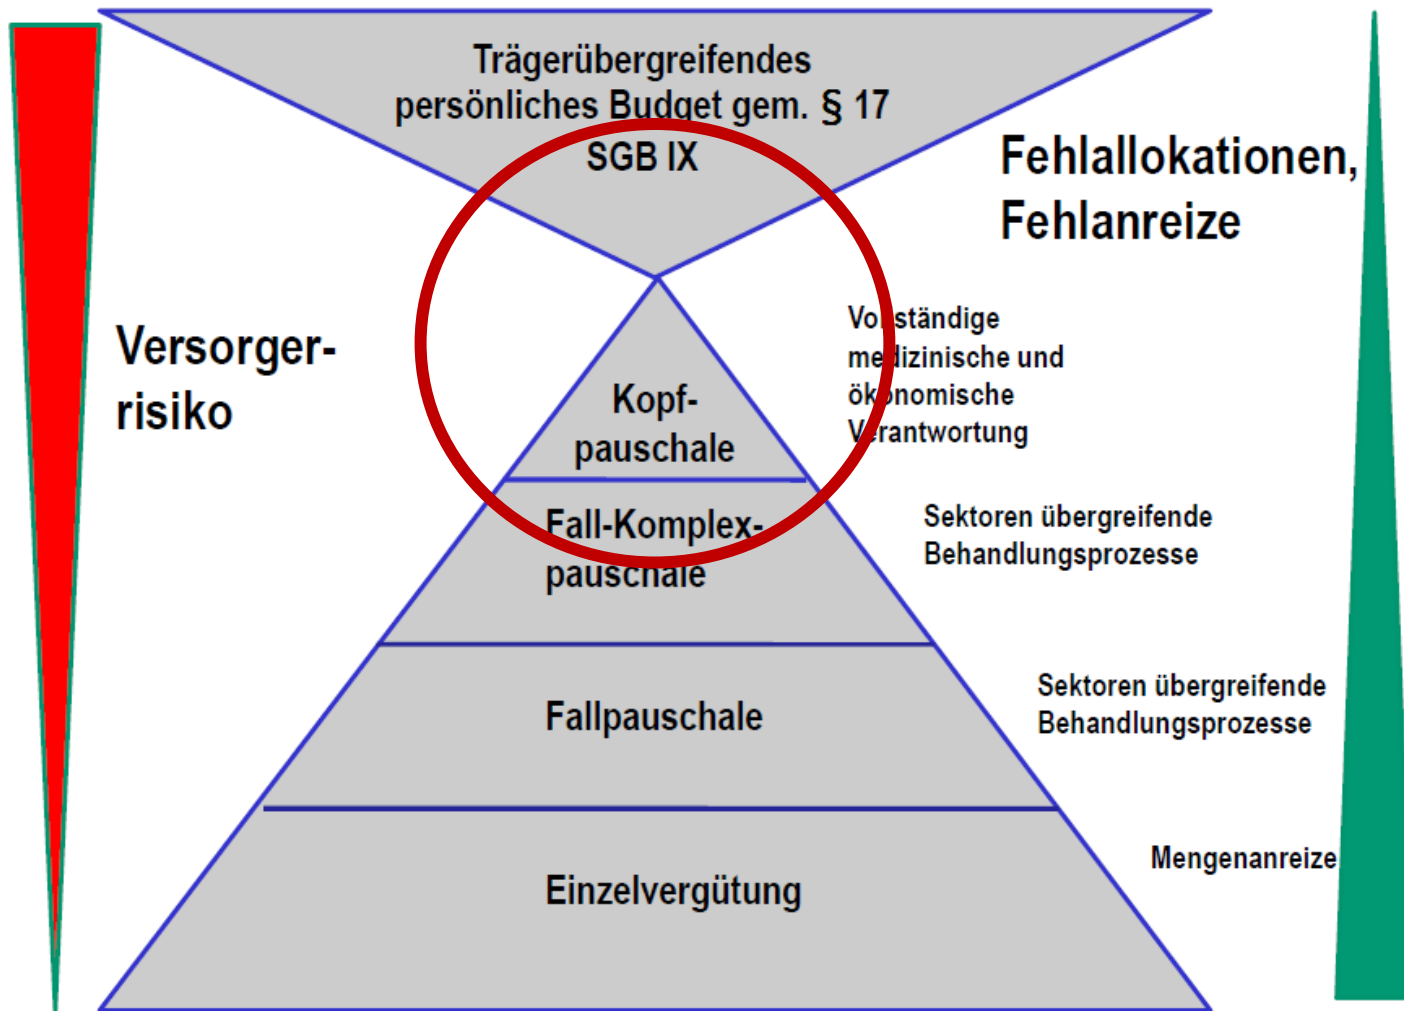 Trägerübergreifendes
persönliches Budget gem. § 17
SGB IX
Fehlallokationen,
Fehlanreize
Versorger-
risiko
Vollständige
medizinische und
ökonomische
Verantwortung
Kopf-
pauschale
Fall-Komplex-
pauschale
Sektoren übergreifende
Behandlungsprozesse
Fallpauschale
Sektoren übergreifende
Behandlungsprozesse
Einzelvergütung
Mengenanreize